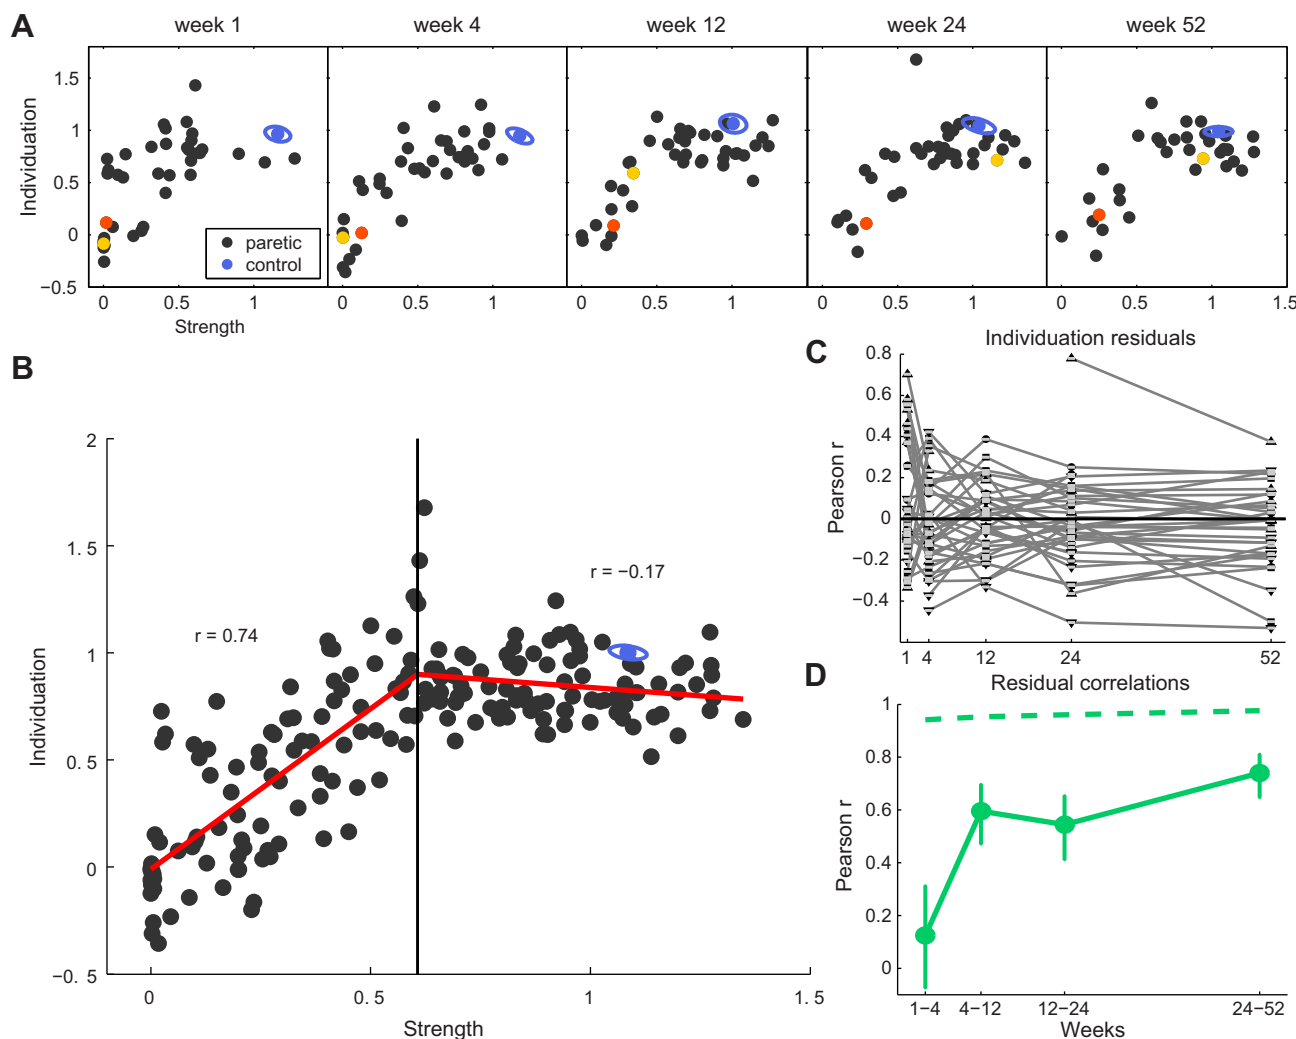 A
week 1
week 4
week 12
week 24
week 52
Individuation
1.5
1
0.5
0
−0.5
paretic
control
0 0.5 1
0 0.5 1
0 0.5 1
0 0.5 1
0 0.5 1 1.5
Strength
B
2
1.5
1
0.5
0
−0. 5
Individuation
r = 0.74
r = −0.17
0 0.5 1 1. 5
Strength
C
Individuation residuals
Pearson r
0.8
0.6
0.4
0.2
0
−0.2
−0.4
1 4 12 24 52
D
Residual correlations
Pearson r
1
0.8
0.6
0.4
0.2
0
1−4 4−12 12−24 24−52
Weeks